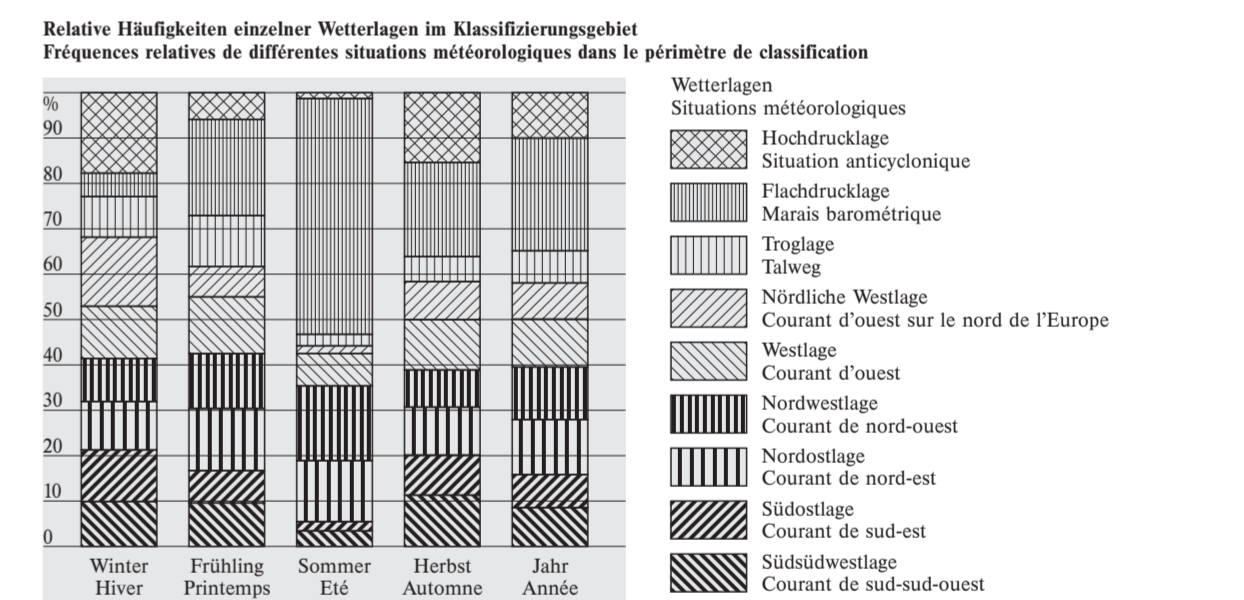 Relative Häufigkeiten einzelner Wetterlagen im Klassifizierungsgebiet
Fréquences relatives de différentes situations météorologiques dans le périmètre de classification
%
90
80
70
60
50
40
30
20
10
0
Winter
Hiver
Frühling
Printemps
Sommer
Eté
Herbst
Automne
Jahr
Année
Wetterlagen
Situations météorologiques
Hochdrucklage
Situation anticyclonique
Flachdrucklage
Marais barométrique
Troglage
Talweg
Nördliche Westlage
Courant d'ouest sur le nord de l'Europe
Westlage
Courant d'ouest
Nordwestlage
Courant de nord-ouest
Nordostlage
Courant de nord-est
Südostlage
Courant de sud-est
Südsüdwestlage
Courant de sud-sud-ouest